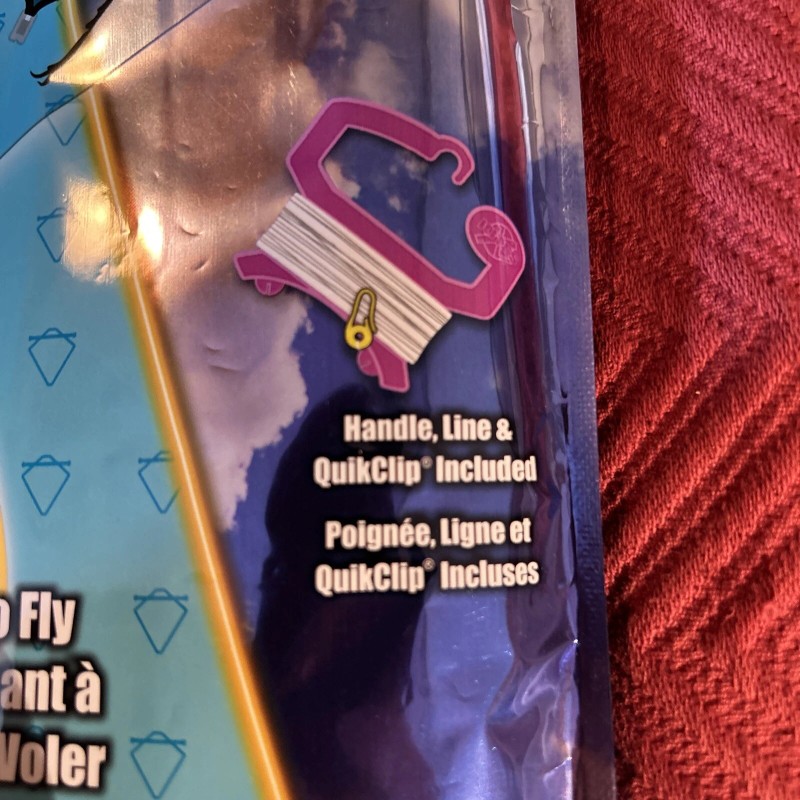 Handle, Line &
QuikClip® Included
Poignée, Ligne et
QuikClip® Incluses
o Fly
ant à
Voler